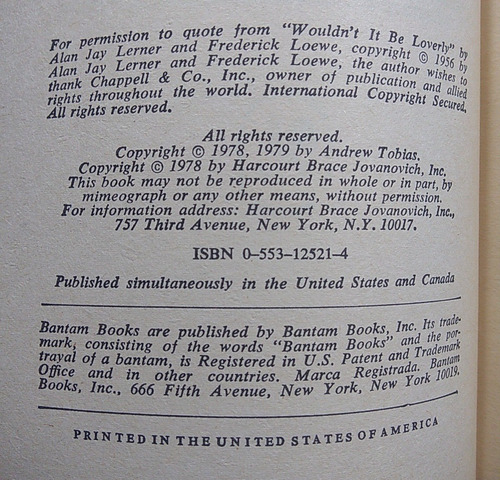 For permission to quote from “Wouldn't It Be Loverly” by
Alan Jay Lerner and Frederick Loewe, copyright © 1956 by
Alan Jay Lerner and Frederick Loewe, the author wishes to
thank Chappell & Co., Inc., owner of publication and allied
rights throughout the world. International Copyright Secured.
All rights reserved.
All rights reserved.
Copyright © 1978, 1979 by Andrew Tobias.
Copyright © 1978 by Harcourt Brace Jovanovich, Inc.
This book may not be reproduced in whole or in part, by
mimeograph or any other means, without permission.
For information address: Harcourt Brace Jovanovich, Inc.,
757 Third Avenue, New York, N.Y. 10017.
ISBN 0–553–12521–4
Published simultaneously in the United States and Canada
Bantam Books are published by Bantam Books, Inc. Its trade-
mark, consisting of the words “Bantam Books” and the por-
trayal of a bantam, is Registered in U.S. Patent and Trademark
Office and in other countries. Marca Registrada. Bantam
Books, Inc., 666 Fifth Avenue, New York, New York 10019.
PRINTED IN THE UNITED STATES OF AMERICA